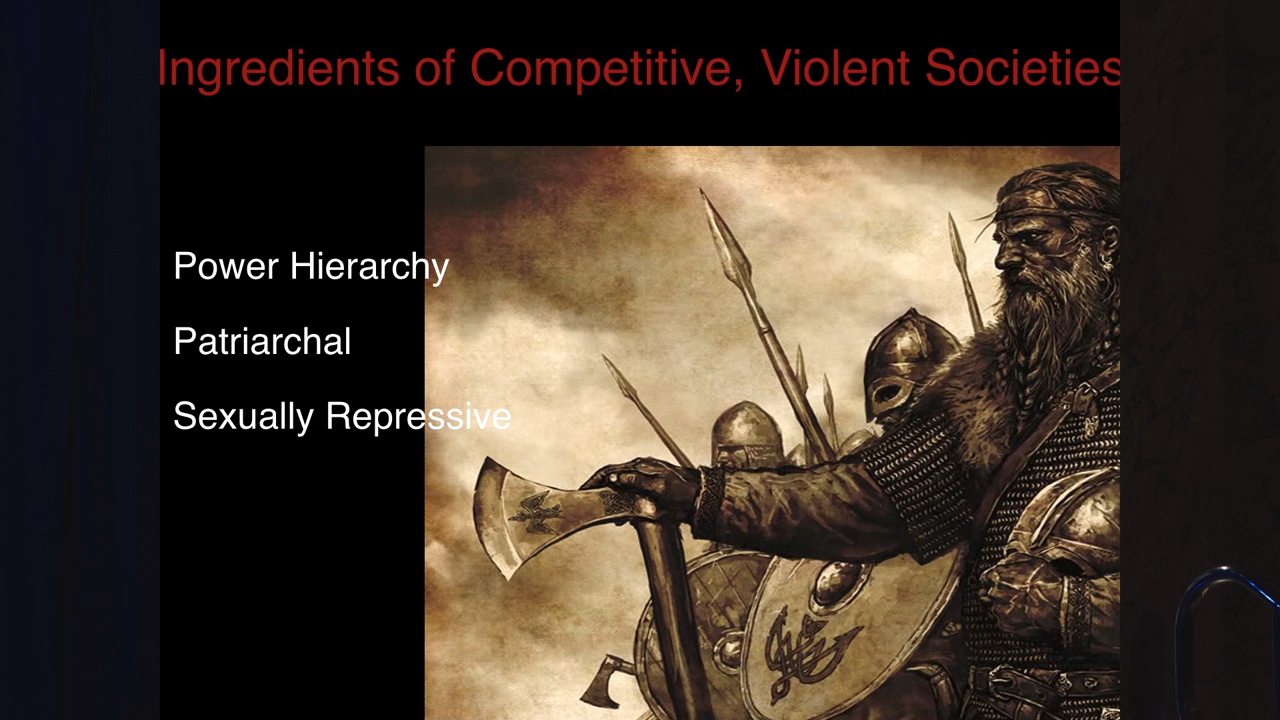 Ingredients of Competitive, Violent Societies
Power Hierarchy
Patriarchal
Sexually Repressive